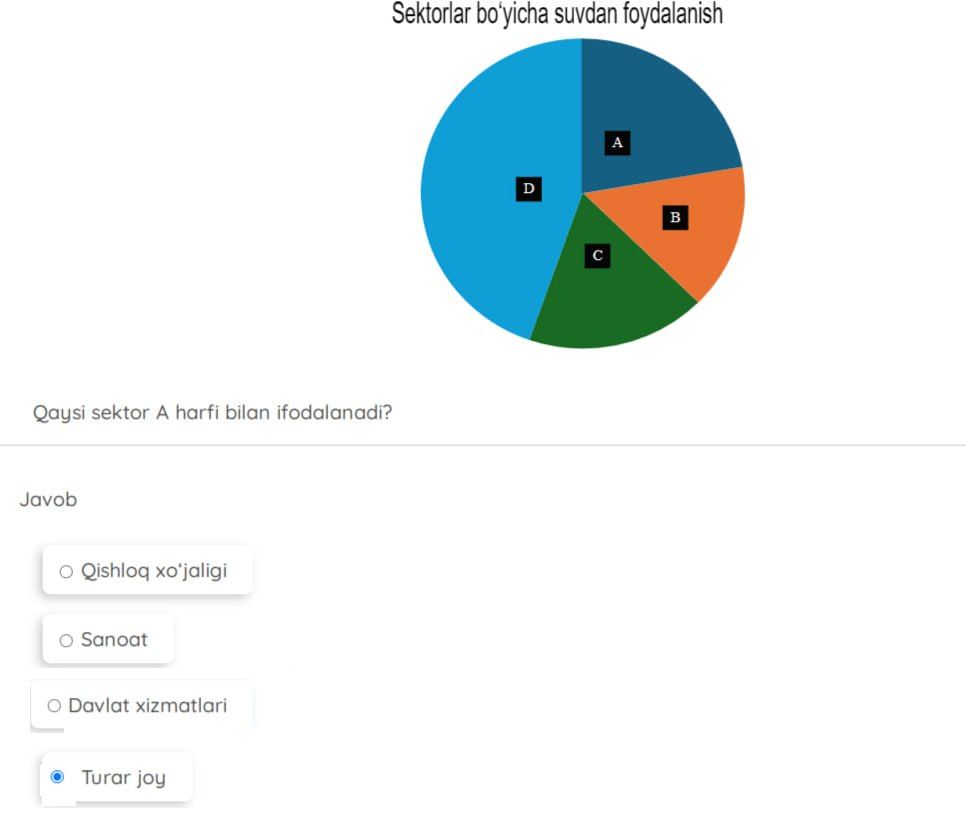 Sektorlar bo‘yicha suvdan foydalanish
A
D
B
C
Qaysi sektor A harfi bilan ifodalanadi?
Javob
Qishloq xo‘jaligi
Sanoat
Davlat xizmatlari
Turar joy